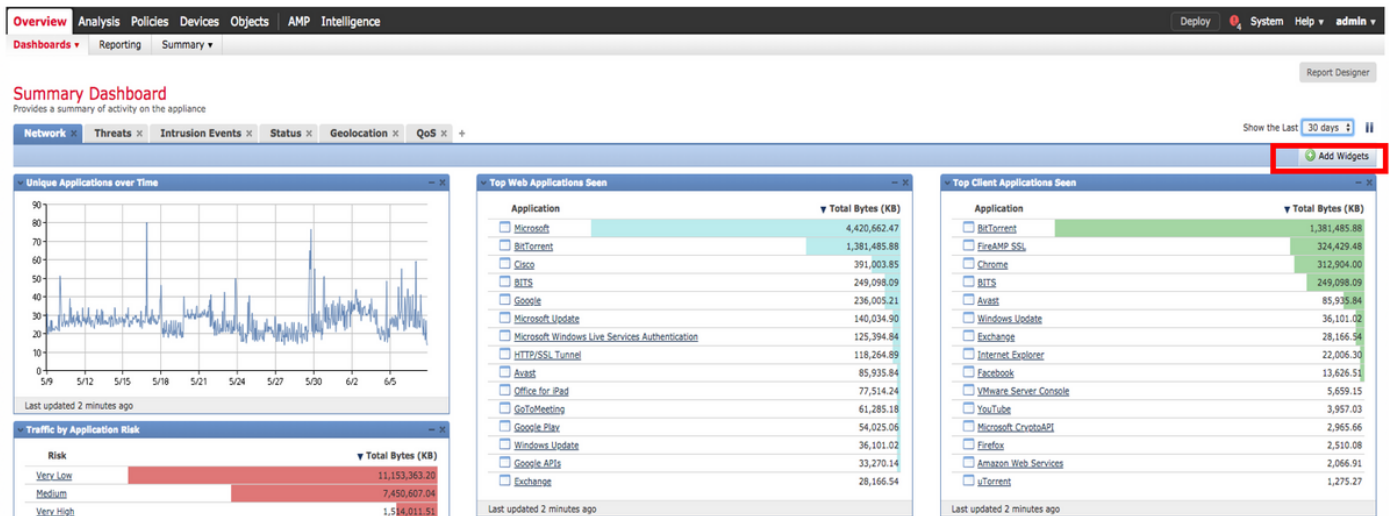 Overview Analysis Policies Devices Objects AMP Intelligence Deploy 4 System Help admin
Dashboards Reporting Summary
Report Designer
Summary Dashboard
Provides a summary of activity on the appliance
Network × Threats × Intrusion Events × Status × Geolocation × QoS × + Show the Last 30 days
Add Widgets
Unique Applications over Time
90
80
70
60
50
40
30
20
10
0
5/9 5/12 5/15 5/18 5/21 5/24 5/27 5/30 6/2 6/5
Last updated 2 minutes ago
Traffic by Application Risk
Risk Total Bytes (KB)
Very Low 11,153,363.20
Medium 7,450,607.04
Very High 1,514,011.51
Top Web Applications Seen
Application Total Bytes (KB)
Microsoft 4,420,662.47
BitTorrent 1,381,485.88
Cisco 391,003.85
BITS 249,098.09
Google 236,005.21
Microsoft Update 140,034.90
Microsoft Windows Live Services Authentication 125,394.84
HTTP/SSL Tunnel 118,264.89
Avast 85,935.84
Office for iPad 77,514.24
GoToMeeting 61,285.18
Google Play 54,025.06
Windows Update 36,101.02
Google APIs 33,270.14
Exchange 28,166.54
Last updated 2 minutes ago
Top Client Applications Seen
Application Total Bytes (KB)
BitTorrent 1,381,485.88
FireAMP SSL 324,429.48
Chrome 312,904.00
BITS 249,098.09
Avast 85,935.84
Windows Update 36,101.02
Exchange 28,166.54
Internet Explorer 22,006.30
Facebook 13,626.51
VMware Server Console 5,659.15
YouTube 3,957.03
Microsoft CryptoAPI 2,965.66
Firefox 2,510.08
Amazon Web Services 2,066.91
uTorrent 1,275.27
Last updated 2 minutes ago